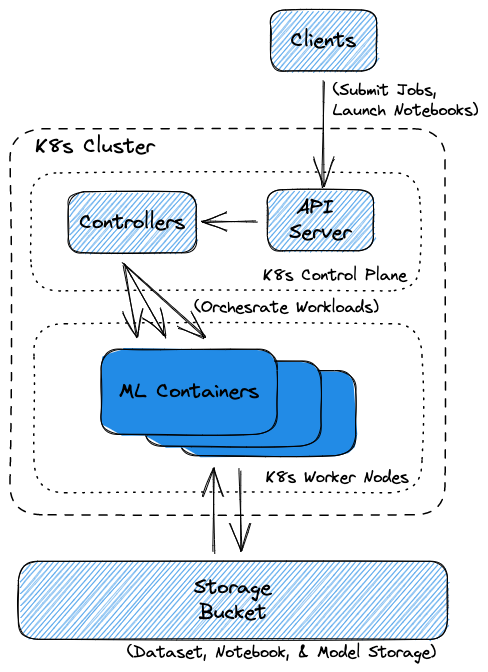 Clients
(Submit Jobs,
Launch Notebooks)
K8s Cluster
Controllers
API
Server
K8s Control Plane
(Orchesrate Workloads)
ML Containers
K8s Worker Nodes
Storage
Bucket
(Dataset, Notebook, & Model Storage)